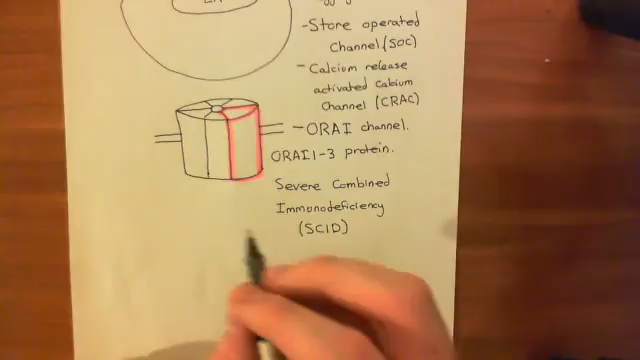 - Store operated
Channel (SOC)
- Calcium release
activated Calcium
Channel (CRAC)
- ORAI channel.
ORAI1-3 protein.
Severe Combined
Immunodeficiency
(SCID)